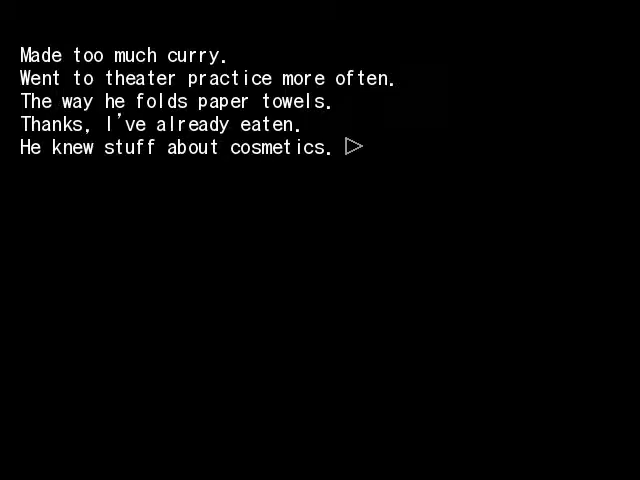 Made too much curry.
Went to theater practice more often.
The way he folds paper towels.
Thanks, I've already eaten.
He knew stuff about cosmetics.